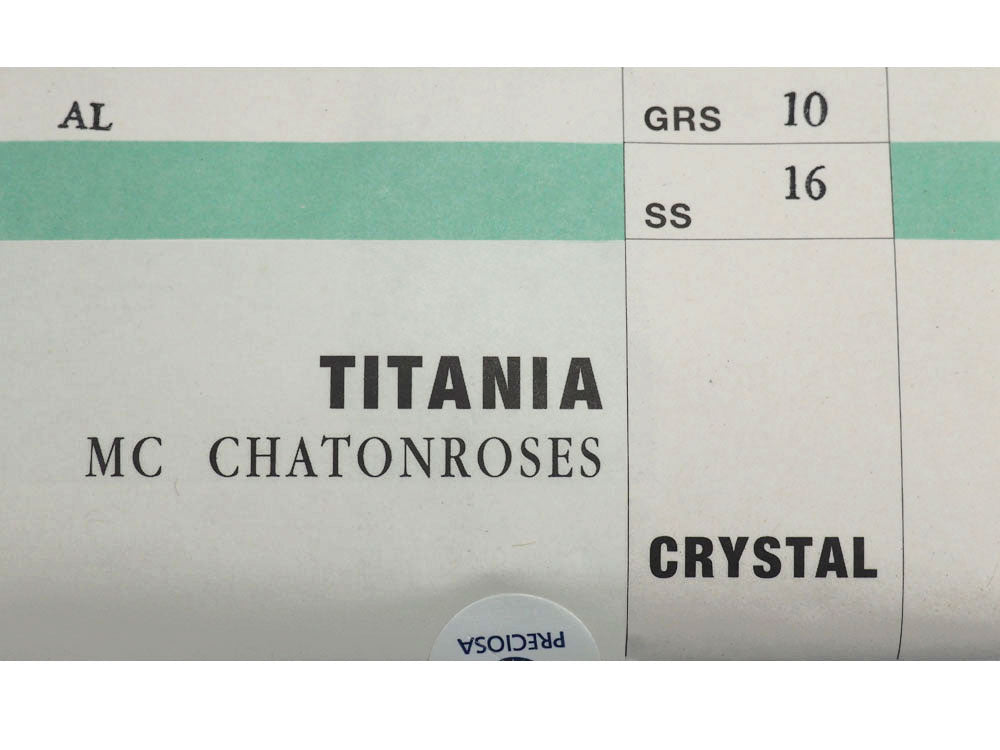 AL
GRS 10
SS 16
TITANIA
MC CHATONROSES
CRYSTAL
PRECIOSA